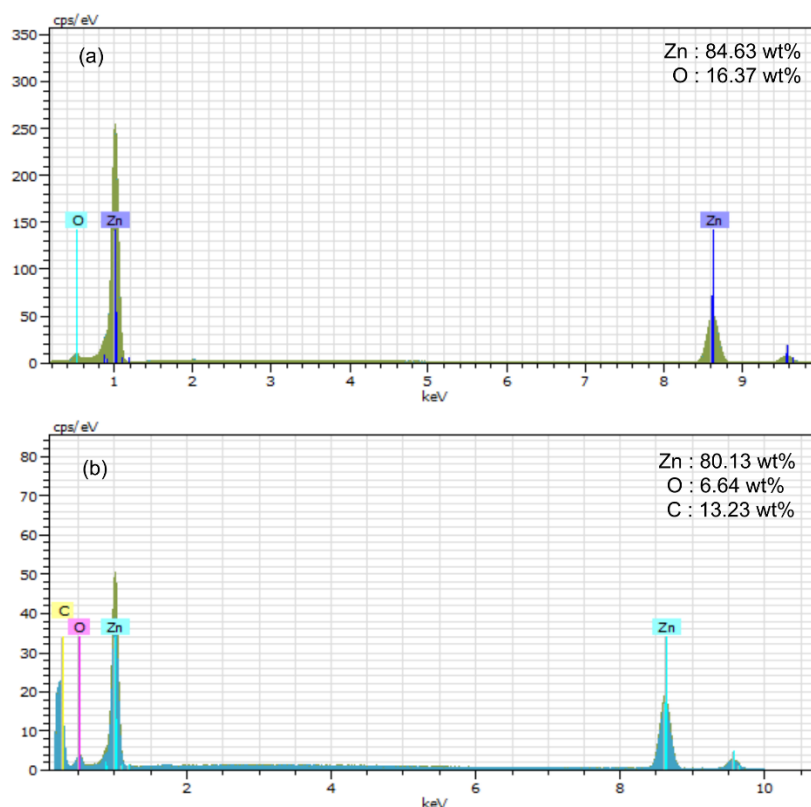 cps/eV
350
300
250
200
150
100
50
0
(a)
Zn : 84.63 wt%
O : 16.37 wt%
O
Zn
Zn
1 2 3 4 5 6 7 8 9
keV
cps/eV
80
70
60
50
40
30
20
10
0
(b)
Zn : 80.13 wt%
O : 6.64 wt%
C : 13.23 wt%
C
O
Zn
Zn
2 4 6 8 10
keV